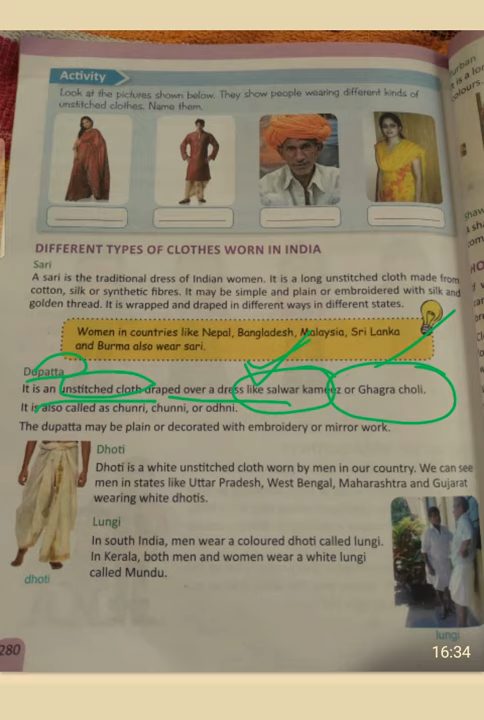 Activity
Look at the pictures shown below. They show people wearing different kinds of
unstitched clothes. Name them.
DIFFERENT TYPES OF CLOTHES WORN IN INDIA
Sari
A sari is the traditional dress of Indian women. It is a long unstitched cloth made from
cotton, silk or synthetic fibres. It may be simple and plain or embroidered with silk and
golden thread. It is wrapped and draped in different ways in different states.
Women in countries like Nepal, Bangladesh, Malaysia, Sri Lanka
and Burma also wear sari.
Dupatta
It is an unstitched cloth draped over a dress like salwar kameez or Ghagra choli.
It is also called as chunri, chunni, or odhni.
The dupatta may be plain or decorated with embroidery or mirror work.
Dhoti
Dhoti is a white unstitched cloth worn by men in our country. We can see
men in states like Uttar Pradesh, West Bengal, Maharashtra and Gujarat
wearing white dhotis.
Lungi
In south India, men wear a coloured dhoti called lungi.
In Kerala, both men and women wear a white lungi
called Mundu.
dhoti
lungi
280
16:34